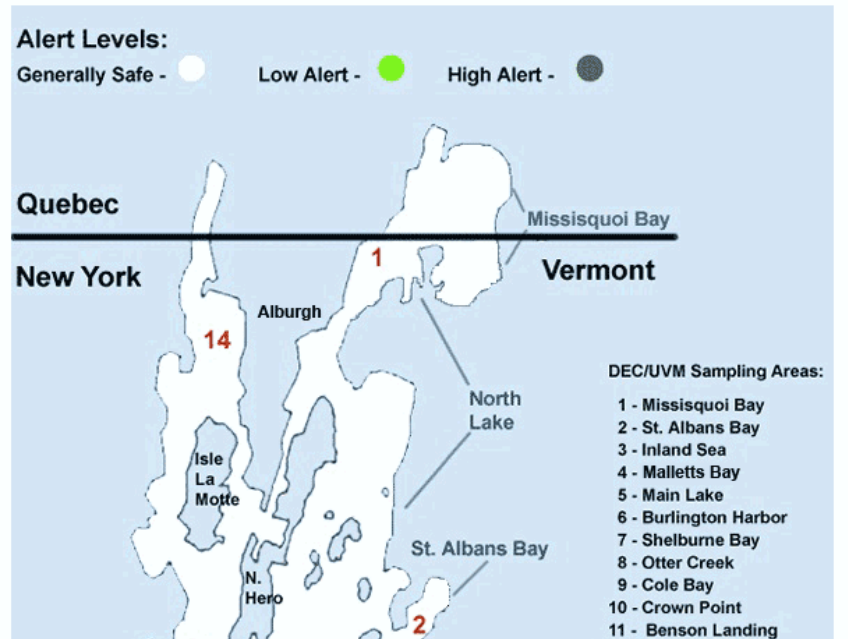 Alert Levels:
Generally Safe -
Low Alert -
High Alert -
Quebec
Missisquoi Bay
1
New York
Vermont
Alburgh
14
DEC/UVM Sampling Areas:
North
Lake
1 - Missisquoi Bay
2 - St. Albans Bay
3 - Inland Sea
4 - Malletts Bay
5 - Main Lake
6 - Burlington Harbor
7 - Shelburne Bay
8 - Otter Creek
9 - Cole Bay
10 - Crown Point
11 - Benson Landing
Isle
La
Motte
St. Albans Bay
N.
Hero
2